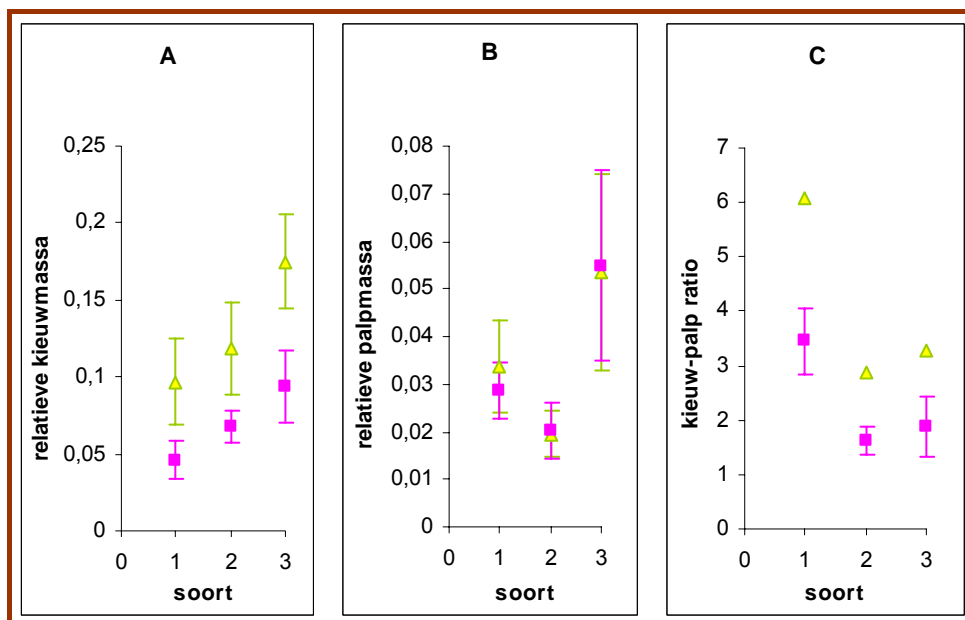 A
relatieve kieuwmassa
0,25
0,2
0,15
0,1
0,05
0
0 1 2 3
soort
B
relatieve palpmassa
0,08
0,07
0,06
0,05
0,04
0,03
0,02
0,01
0
0 1 2 3
soort
C
kieuw-palp ratio
7
6
5
4
3
2
1
0
0 1 2 3
soort